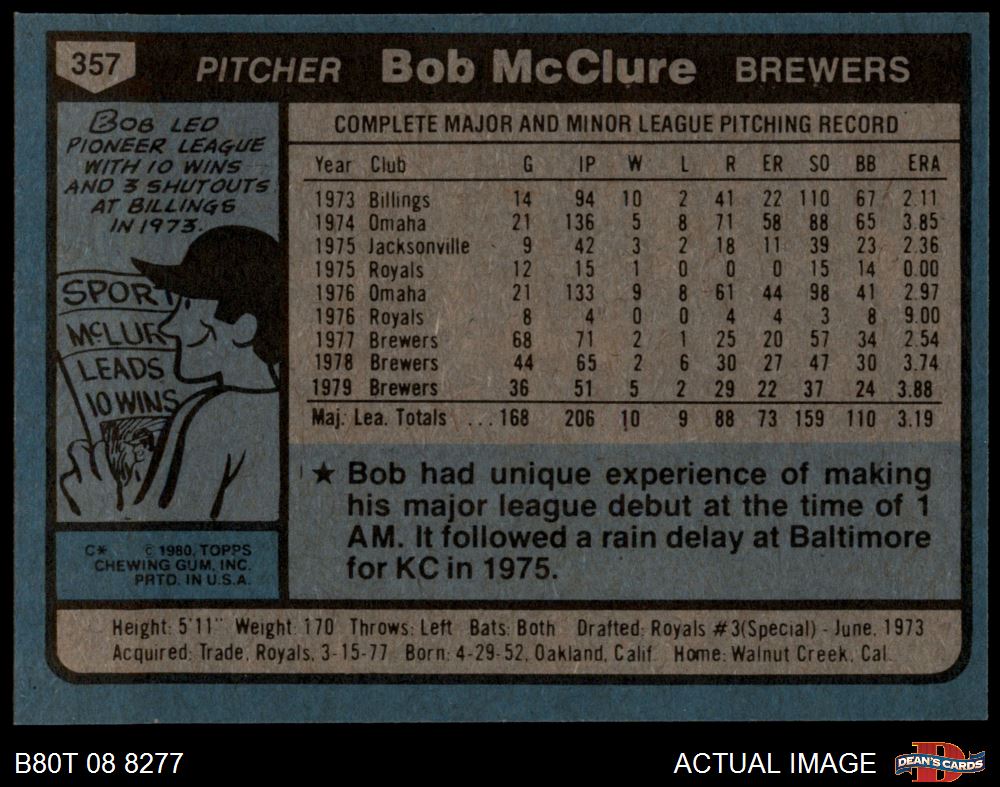 357 PITCHER Bob McClure BREWERS
BOB LED
PIONEER LEAGUE
WITH 10 WINS
AND 3 SHUTOUTS
AT BILLINGS
IN 1973.
SPORT
McCLUR
LEADS
10 WINS
C* © 1980, TOPPS
CHEWING GUM, INC.
PRTD. IN U.S.A.
COMPLETE MAJOR AND MINOR LEAGUE PITCHING RECORD
Year Club G IP W L R ER SO BB ERA
1973 Billings 14 94 10 2 41 22 110 67 2.11
1974 Omaha 21 136 5 8 71 58 88 65 3.85
1975 Jacksonville 9 42 3 2 18 11 39 23 2.36
1975 Royals 12 15 1 0 0 0 15 14 0.00
1976 Omaha 21 133 9 8 61 44 98 41 2.97
1976 Royals 8 4 0 0 4 4 3 8 9.00
1977 Brewers 68 71 2 1 25 20 57 34 2.54
1978 Brewers 44 65 2 6 30 27 47 30 3.74
1979 Brewers 36 51 5 2 29 22 37 24 3.88
Maj. Lea. Totals ... 168 206 10 9 88 73 159 110 3.19
★ Bob had unique experience of making
his major league debut at the time of 1
AM. It followed a rain delay at Baltimore
for KC in 1975.
Height: 5'11" Weight: 170 Throws: Left Bats: Both Drafted: Royals #3(Special) - June, 1973
Acquired: Trade, Royals, 3-15-77 Born: 4-29-52, Oakland, Calif. Home: Walnut Creek, Cal.
B80T 08 8277 ACTUAL IMAGE DEAN'S CARDS